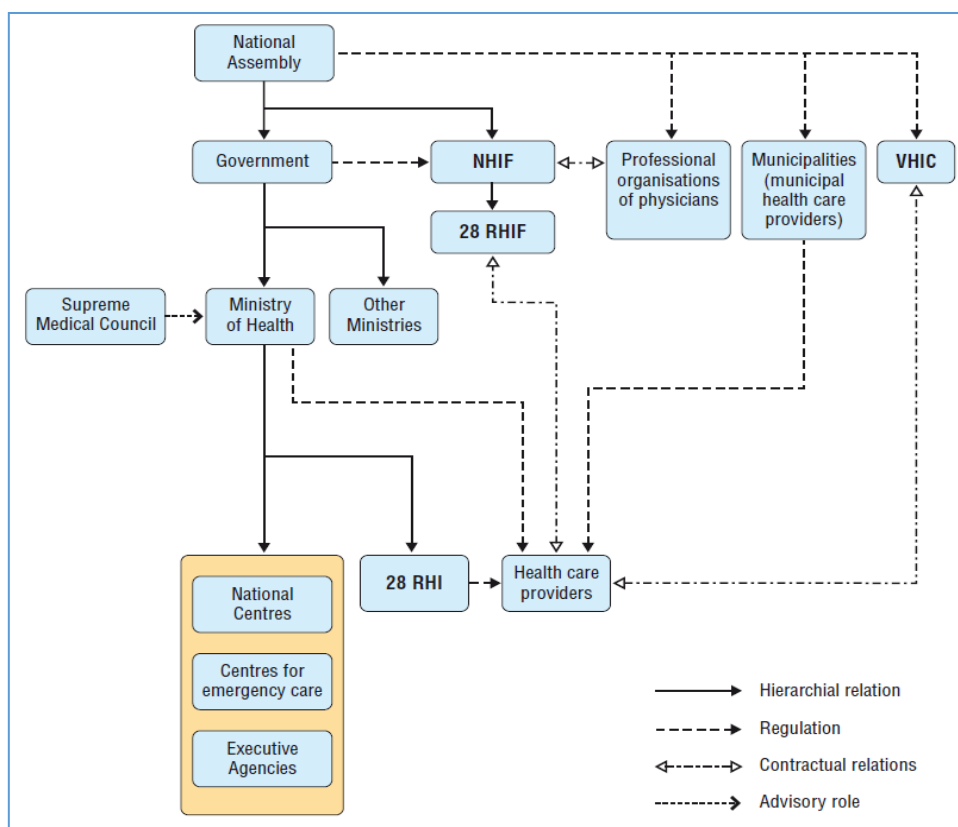 National
Assembly
Government
NHIF
Professional
organisations
of physicians
Municipalities
(municipal
health care
providers)
VHIC
28 RHIF
Supreme
Medical Council
Ministry
of Health
Other
Ministries
28 RHI
Health care
providers
National
Centres
Centres for
emergency care
Executive
Agencies
Hierarchial relation
Regulation
Contractual relations
Advisory role